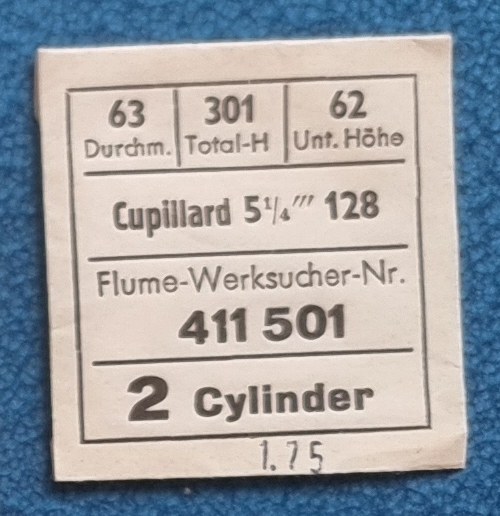 63 301 62
Durchm. Total-H Unt. Höhe
Cupillard 5¼''' 128
Flume-Werksucher-Nr.
411 501
2 Cylinder
1.75